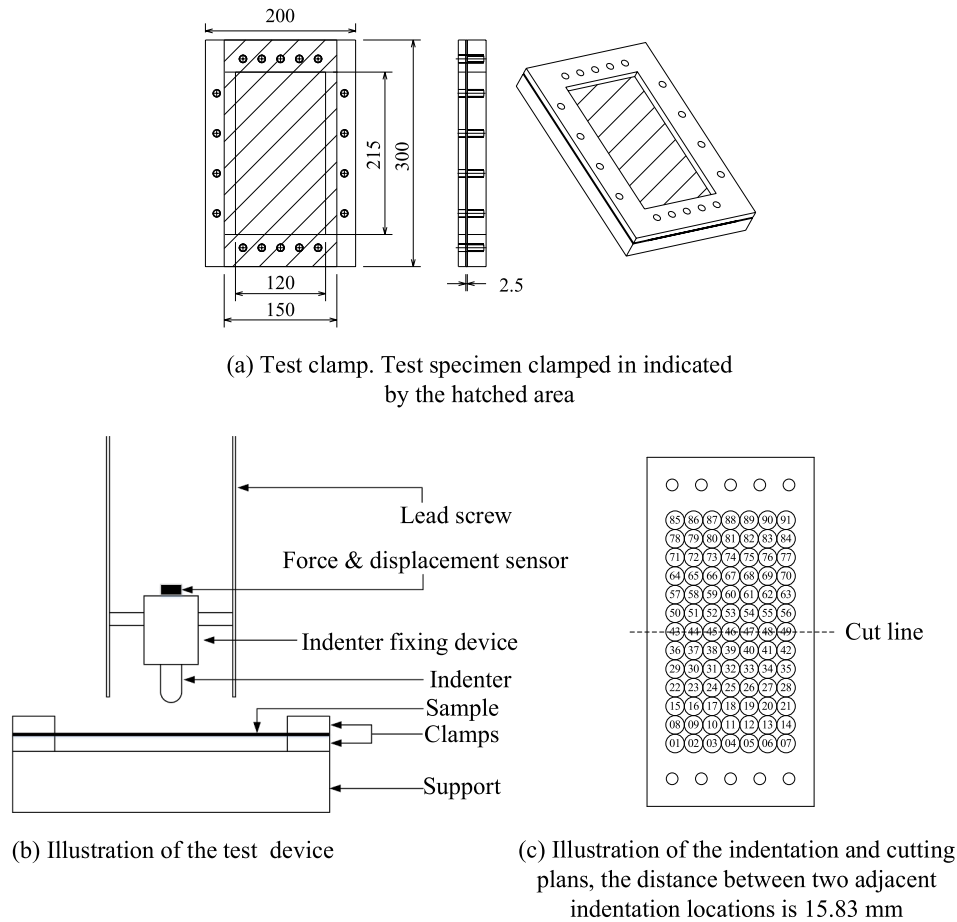 200
215
300
120
150
2.5
(a) Test clamp. Test specimen clamped in indicated
by the hatched area
Lead screw
Force & displacement sensor
Indenter fixing device
Indenter
Sample
Clamps
Support
(b) Illustration of the test device
85 86 87 88 89 90 91
78 79 80 81 82 83 84
71 72 73 74 75 76 77
64 65 66 67 68 69 70
57 58 59 60 61 62 63
50 51 52 53 54 55 56
43 44 45 46 47 48 49
Cut line
36 37 38 39 40 41 42
29 30 31 32 33 34 35
22 23 24 25 26 27 28
15 16 17 18 19 20 21
08 09 10 11 12 13 14
01 02 03 04 05 06 07
(c) Illustration of the indentation and cutting
plans, the distance between two adjacent
indentation locations is 15.83 mm